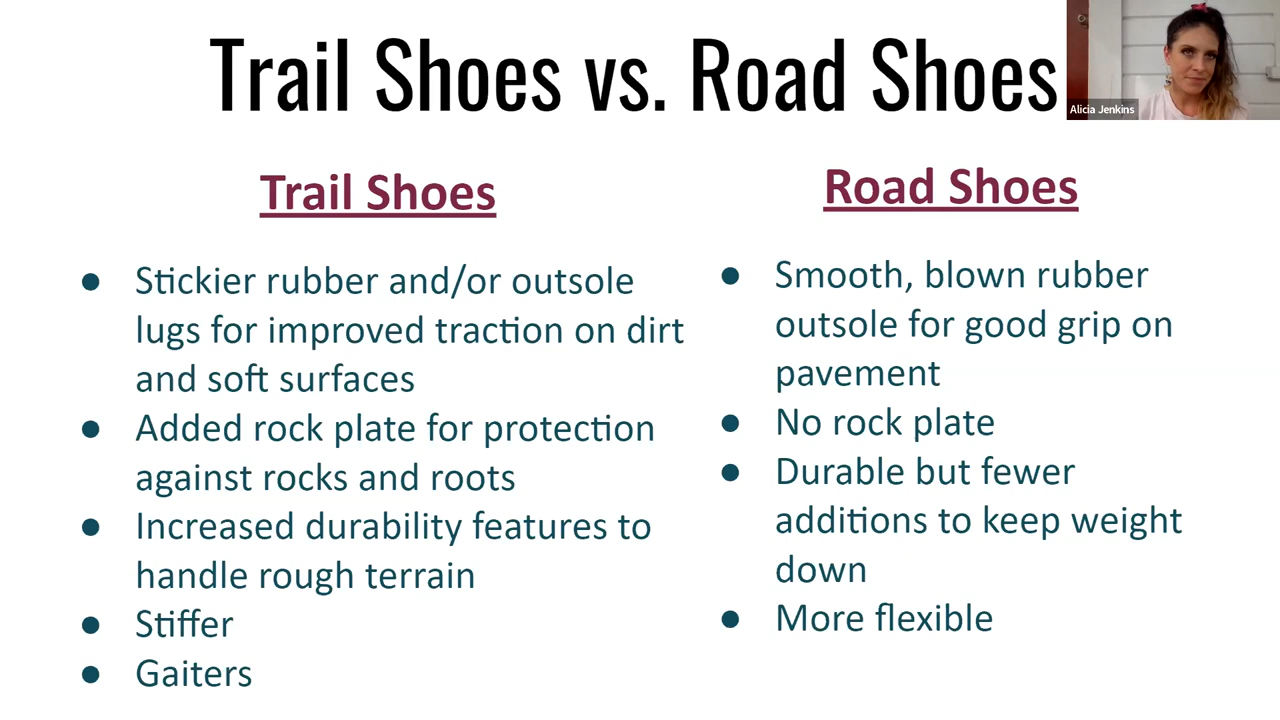 Trail Shoes vs. Road Shoes
Alicia Jenkins
Trail Shoes
● Stickier rubber and/or outsole
lugs for improved traction on dirt
and soft surfaces
● Added rock plate for protection
against rocks and roots
● Increased durability features to
handle rough terrain
● Stiffer
● Gaiters
Road Shoes
● Smooth, blown rubber
outsole for good grip on
pavement
● No rock plate
● Durable but fewer
additions to keep weight
down
● More flexible